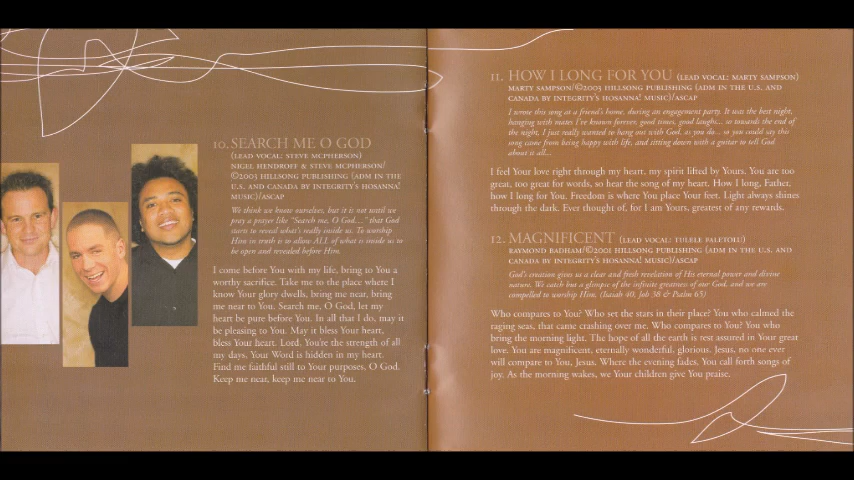 10. SEARCH ME O GOD
(LEAD VOCAL: STEVE MCPHERSON)
NIGEL HENDROFF & STEVE MCPHERSON/
©2003 HILLSONG PUBLISHING (ADM IN THE
U.S. AND CANADA BY INTEGRITY'S HOSANNA!
MUSIC)/ASCAP
We think we know ourselves, but it is not until we
pray a prayer like "Search me, O God..." that God
starts to reveal what's really inside us. To worship
Him in truth is to allow ALL of what is inside us to
be open and revealed before Him.
I come before You with my life, bring to You a
worthy sacrifice. Take me to the place where I
know Your glory dwells, bring me near, bring
me near to You. Search me, O God, let my
heart be pure before You. In all that I do, may it
be pleasing to You. May it bless Your heart,
bless Your heart. Lord. You're the strength of all
my days. Your Word is hidden in my heart.
Find me faithful still to Your purposes, O God.
Keep me near, keep me near to You.
11. HOW I LONG FOR YOU (LEAD VOCAL: MARTY SAMPSON)
MARTY SAMPSON/©2003 HILLSONG PUBLISHING (ADM IN THE U.S. AND
CANADA BY INTEGRITY'S HOSANNA! MUSIC)/ASCAP
I wrote this song at a friend's home, during an engagement party. It was the best night,
hanging with mates I've known forever, good times, good laughs... so towards the end of
the night, I just really wanted to hang out with God, as you do... so you could say this
song came from being happy with life, and sitting down with a guitar to tell God
about it all...
I feel Your love right through my heart, my spirit lifted by Yours. You are too
great, too great for words, so hear the song of my heart. How I long, Father,
how I long for You. Freedom is where You place Your feet. Light always shines
through the dark. Ever thought of, for I am Yours, greatest of any rewards.
12. MAGNIFICENT (LEAD VOCAL: TULELE FALETOLU)
RAYMOND BADHAM/©2001 HILLSONG PUBLISHING (ADM IN THE U.S. AND
CANADA BY INTEGRITY'S HOSANNA! MUSIC)/ASCAP
God's creation gives us a clear and fresh revelation of His eternal power and divine
nature. We catch but a glimpse of the infinite greatness of our God, and we are
compelled to worship Him. (Isaiah 40, Job 38 & Psalm 65)
Who compares to You? Who set the stars in their place? You who calmed the
raging seas, that came crashing over me. Who compares to You? You who
bring the morning light. The hope of all the earth is rest assured in Your great
love. You are magnificent, eternally wonderful, glorious. Jesus, no one ever
will compare to You, Jesus. Where the evening fades. You call forth songs of
joy. As the morning wakes, we Your children give You praise.